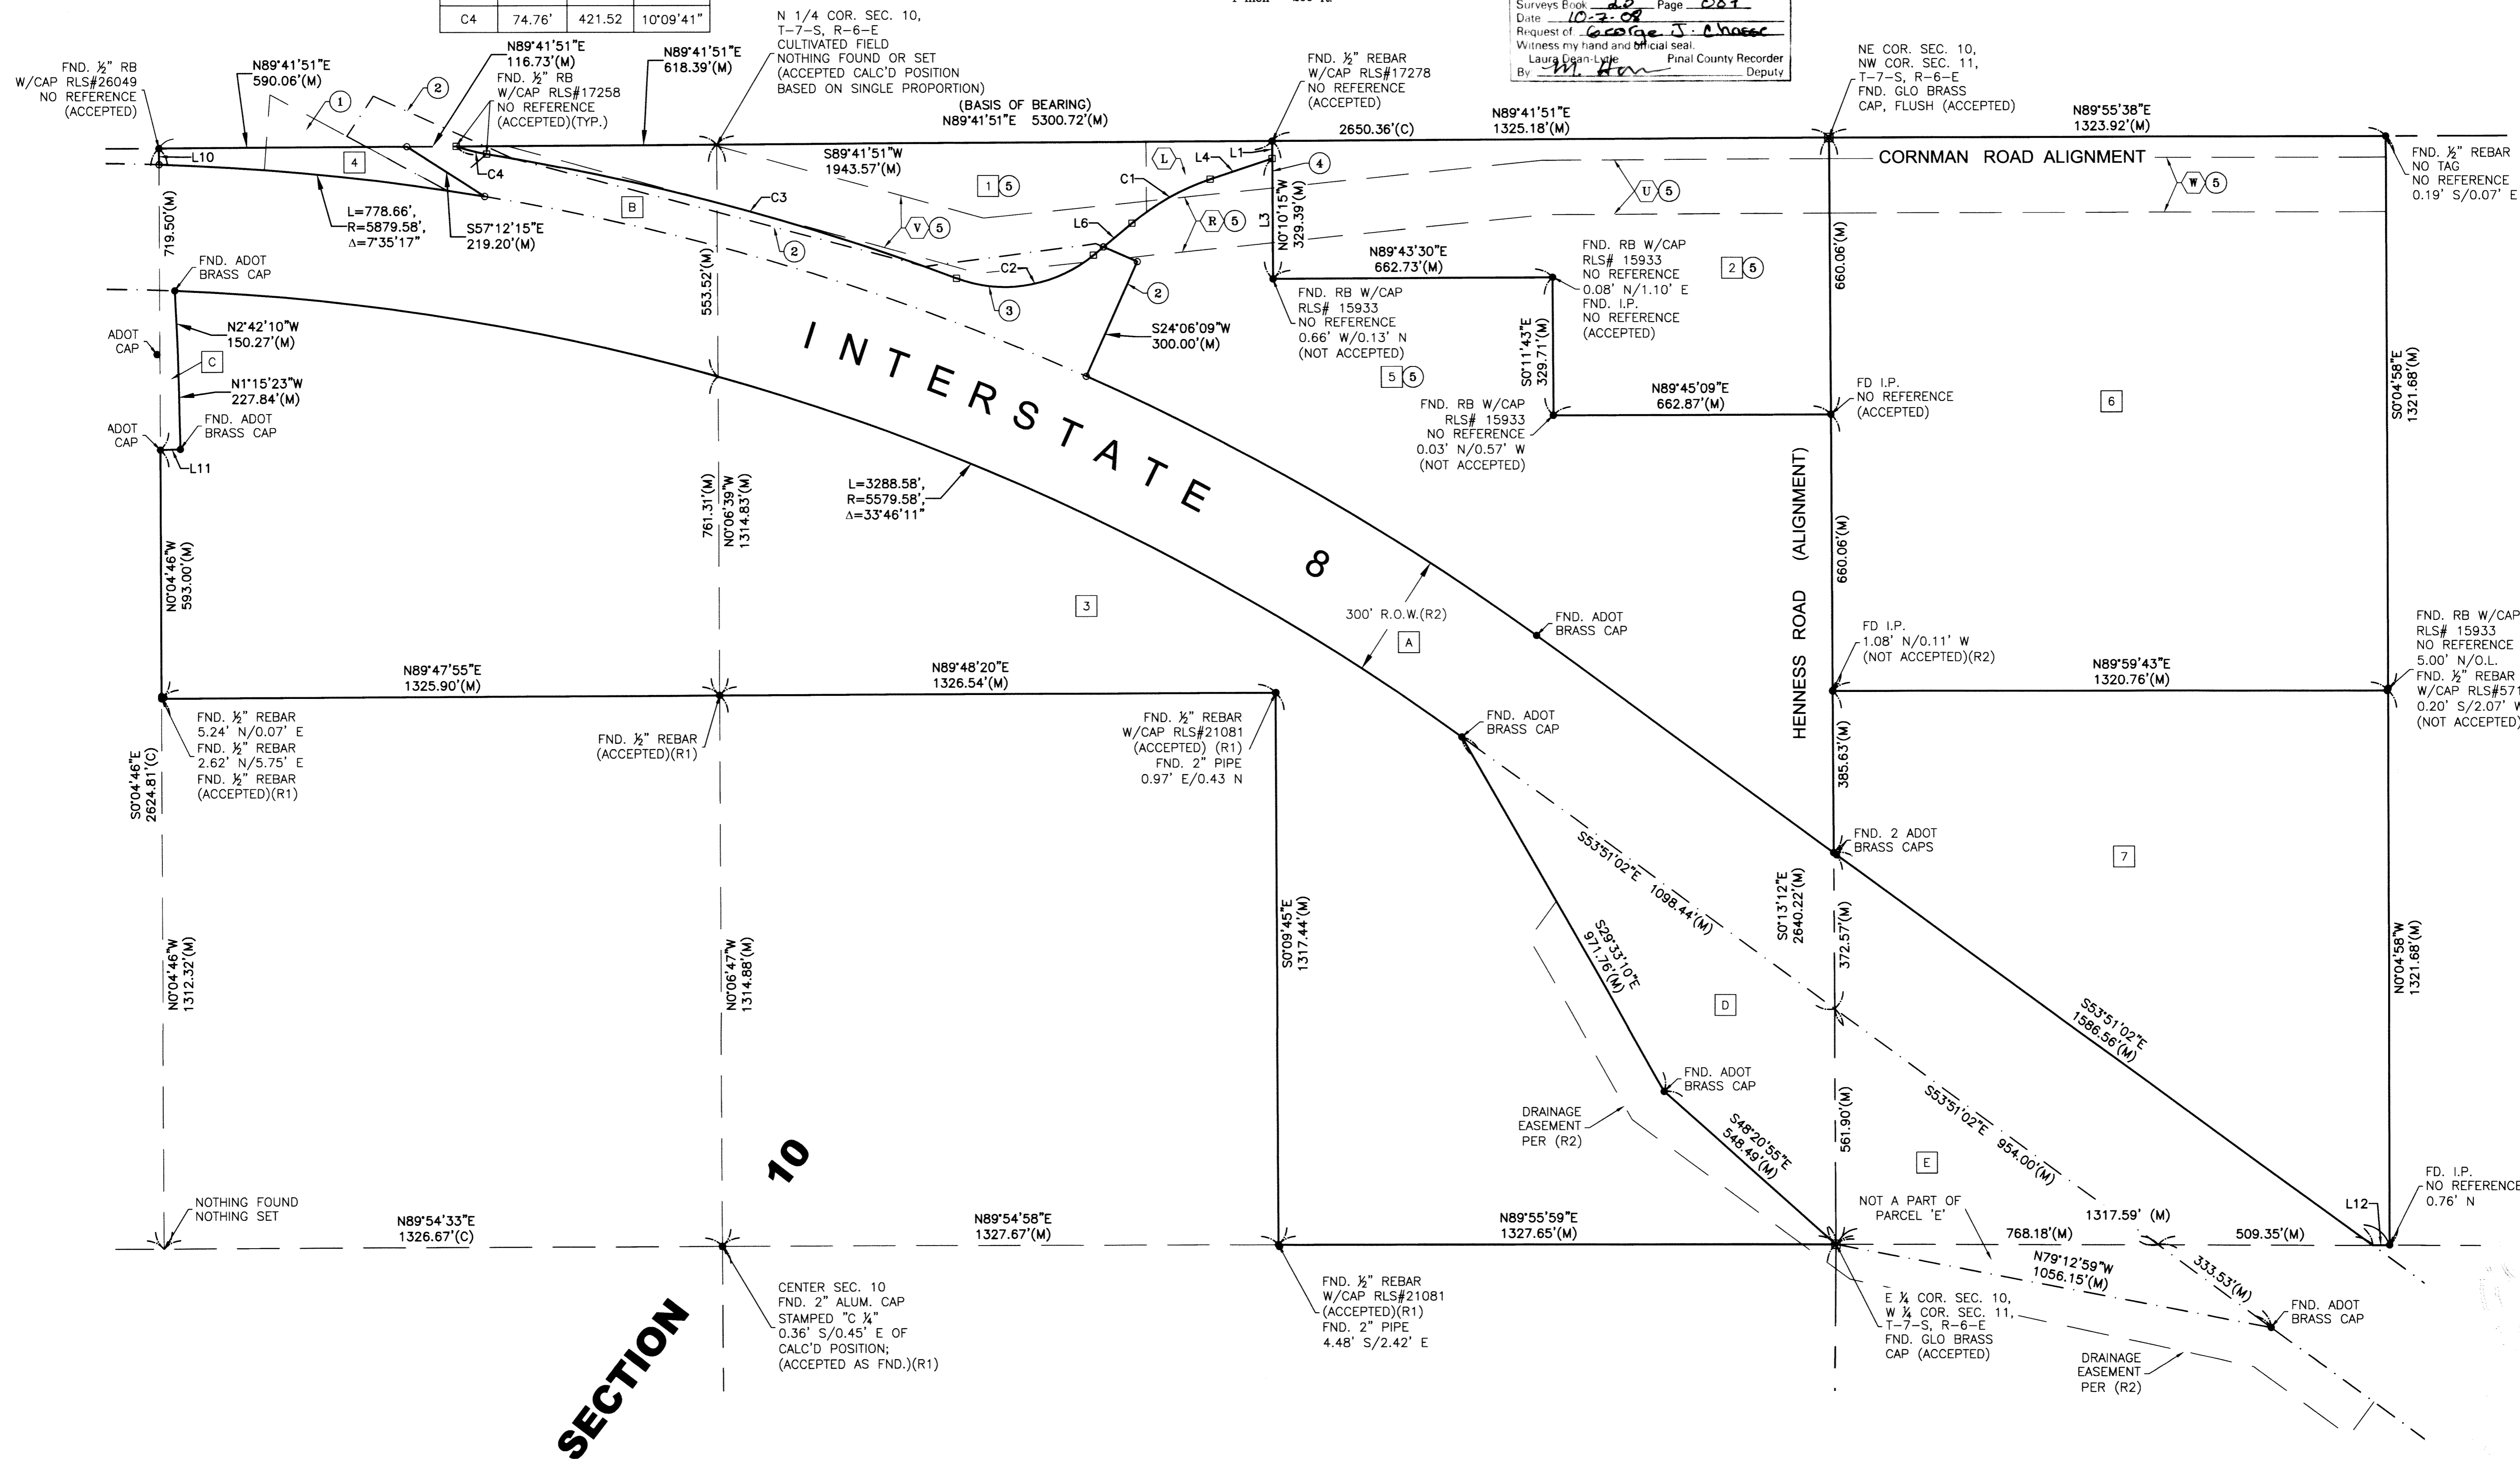 C4 74.76' 421.52 10°09'41"
Surveys Book 20 Page
Date 10-7-08
Request of George J. Chasse
Witness my hand and official seal.
Laura Dean-Lytle Pinal County Recorder
By Deputy
FND. ½" RB
W/CAP RLS#26049
NO REFERENCE
(ACCEPTED)
N89°41'51"E
590.06'(M)
1
2
N89°41'51"E
116.73'(M)
FND. ½" RB
W/CAP RLS#17258
NO REFERENCE
(ACCEPTED)(TYP.)
N89°41'51"E
618.39'(M)
N 1/4 COR. SEC. 10,
T-7-S, R-6-E
CULTIVATED FIELD
NOTHING FOUND OR SET
(ACCEPTED CALC'D POSITION
BASED ON SINGLE PROPORTION)
(BASIS OF BEARING)
N89°41'51"E 5300.72'(M)
FND. ½" REBAR
W/CAP RLS#17278
NO REFERENCE
(ACCEPTED)
2650.36'(C)
N89°41'51"E
1325.18'(M)
NE COR. SEC. 10,
NW COR. SEC. 11,
T-7-S, R-6-E
FND. GLO BRASS
CAP, FLUSH (ACCEPTED)
N89°55'38"E
1323.92'(M)
FND. ½" REBAR
NO TAG
NO REFERENCE
0.19' S/0.07' E
CORNMAN ROAD ALIGNMENT
L10
4
C4
B
C3
2
S89°41'51"W
1943.57'(M)
1 5
L
L4
L1
4
C1
R 5
L6
V 5
C2
3
2
L3
N0°10'15"W
329.39'(M)
U 5
W 5
L=778.66',
R=5879.58',
Δ=7°35'17"
S57°12'15"E
219.20'(M)
719.50'(M)
553.52'(M)
FND. ADOT
BRASS CAP
ADOT
CAP
N2°42'10"W
150.27'(M)
C
N1°15'23"W
227.84'(M)
FND. ADOT
BRASS CAP
ADOT
CAP
L11
S24°06'09"W
300.00'(M)
N89°43'30"E
662.73'(M)
FND. RB W/CAP
RLS# 15933
NO REFERENCE
0.66' W/0.13' N
(NOT ACCEPTED)
FND. RB W/CAP
RLS# 15933
NO REFERENCE
0.08' N/1.10' E
FND. I.P.
NO REFERENCE
(ACCEPTED)
2 5
660.06'(M)
S0°11'43"E
329.71'(M)
5 5
N89°45'09"E
662.87'(M)
FND. RB W/CAP
RLS# 15933
NO REFERENCE
0.03' N/0.57' W
(NOT ACCEPTED)
FD I.P.
NO REFERENCE
(ACCEPTED)
6
S0°04'58"E
1321.68'(M)
INTERSTATE 8
L=3288.58',
R=5579.58',
Δ=33°46'11"
HENNESS ROAD (ALIGNMENT)
761.31'(M)
N0°06'39"W
1314.83'(M)
N0°04'46"W
593.00'(M)
3
300' R.O.W.(R2)
A
FND. ADOT
BRASS CAP
660.06'(M)
FD I.P.
1.08' N/0.11' W
(NOT ACCEPTED)(R2)
N89°59'43"E
1320.76'(M)
FND. RB W/CAP
RLS# 15933
NO REFERENCE
5.00' N/O.L.
FND. ½" REBAR
W/CAP RLS#571
0.20' S/2.07' W
(NOT ACCEPTED)
N89°47'55"E
1325.90'(M)
N89°48'20"E
1326.54'(M)
FND. ½" REBAR
5.24' N/0.07' E
FND. ½" REBAR
2.62' N/5.75' E
FND. ½" REBAR
(ACCEPTED)(R1)
FND. ½" REBAR
(ACCEPTED)(R1)
FND. ½" REBAR
W/CAP RLS#21081
(ACCEPTED) (R1)
FND. 2" PIPE
0.97' E/0.43 N
FND. ADOT
BRASS CAP
385.63'(M)
S0°04'46"E
2624.81'(C)
FND. 2 ADOT
BRASS CAPS
7
S53°51'02"E 1098.44'(M)
S0°13'12"E
2640.22'(M)
372.57'(M)
N0°04'46"W
1312.32'(M)
N0°06'47"W
1314.88'(M)
S0°09'45"E
1317.44'(M)
S29°33'10"E
971.76'(M)
D
N0°04'58"W
1321.68'(M)
S53°51'02"E
1586.56'(M)
FND. ADOT
BRASS CAP
DRAINAGE
EASEMENT
PER (R2)
S48°20'55"E
548.49'(M)
561.90'(M)
S53°51'02"E 954.00'(M)
E
NOT A PART OF
PARCEL 'E'
1317.59' (M)
L12
FD. I.P.
NO REFERENCE
0.76' N
NOTHING FOUND
NOTHING SET
N89°54'33"E
1326.67'(C)
N89°54'58"E
1327.67'(M)
N89°55'59"E
1327.65'(M)
768.18'(M)
509.35'(M)
N79°12'59"W
1056.15'(M)
333.53'(M)
SECTION 10
CENTER SEC. 10
FND. 2" ALUM. CAP
STAMPED "C ¼"
0.36' S/0.45' E OF
CALC'D POSITION;
(ACCEPTED AS FND.)(R1)
FND. ½" REBAR
W/CAP RLS#21081
(ACCEPTED)(R1)
FND. 2" PIPE
4.48' S/2.42' E
E ¼ COR. SEC. 10,
W ¼ COR. SEC. 11,
T-7-S, R-6-E
FND. GLO BRASS
CAP (ACCEPTED)
FND. ADOT
BRASS CAP
DRAINAGE
EASEMENT
PER (R2)